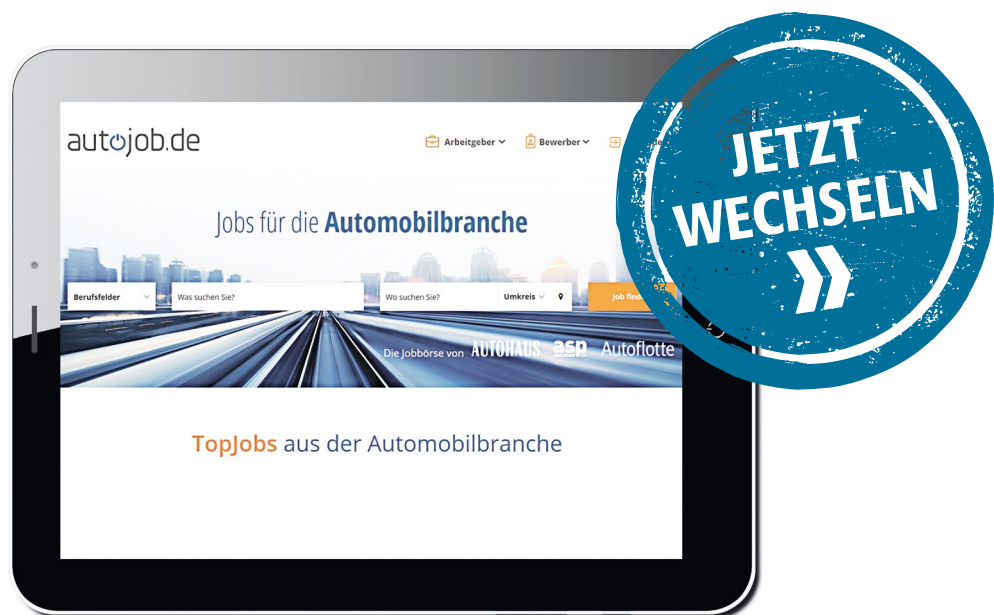 autojob.de
Arbeitgeber
Bewerber
Jobs für die Automobilbranche
Berufsfelder
Was suchen Sie?
Wo suchen Sie?
Umkreis
Job
Die Jobbörse von AUTOHAUS asp Autoflotte
TopJobs aus der Automobilbranche
JETZT
WECHSELN